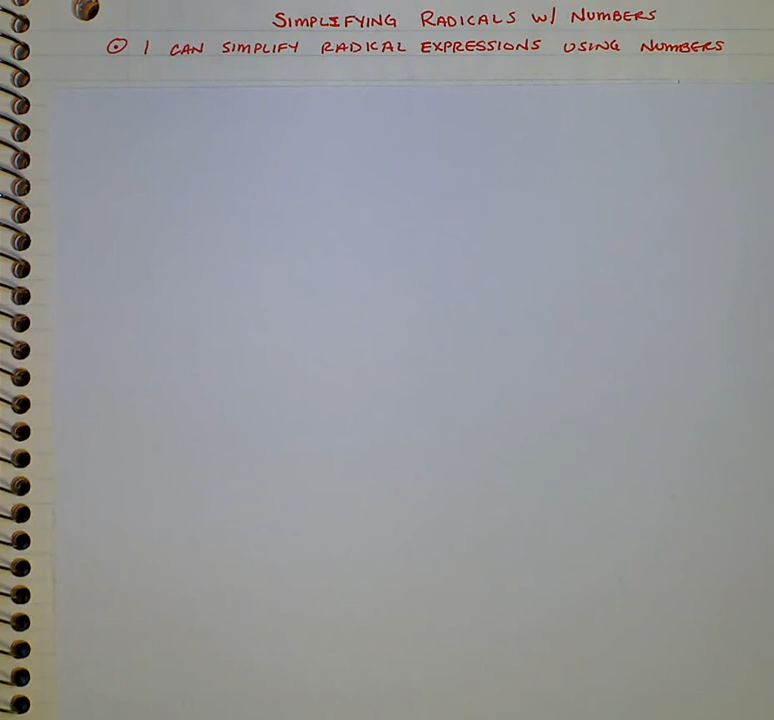 SIMPLIFYING RADICALS W/ NUMBERS
⊙ I CAN SIMPLIFY RADICAL EXPRESSIONS USING NUMBERS